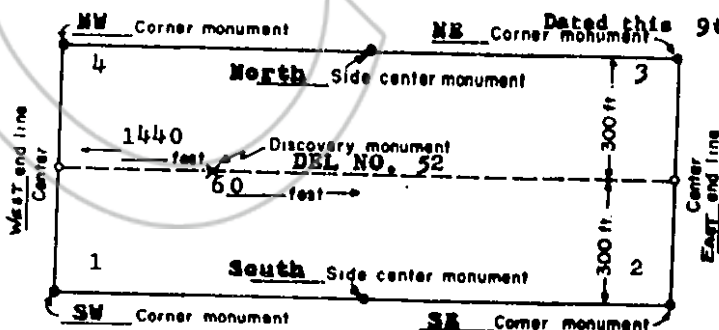 NW Corner monument
Dated this 9
NE Corner monument
4
North Side center monument
3
WEST end line
Center
1440 feet
Discovery monument
DEL NO. 52
60 feet
300 ft.
300 ft.
Center
EAST end line
1
South Side center monument
2
SW Corner monument
SE Corner monument